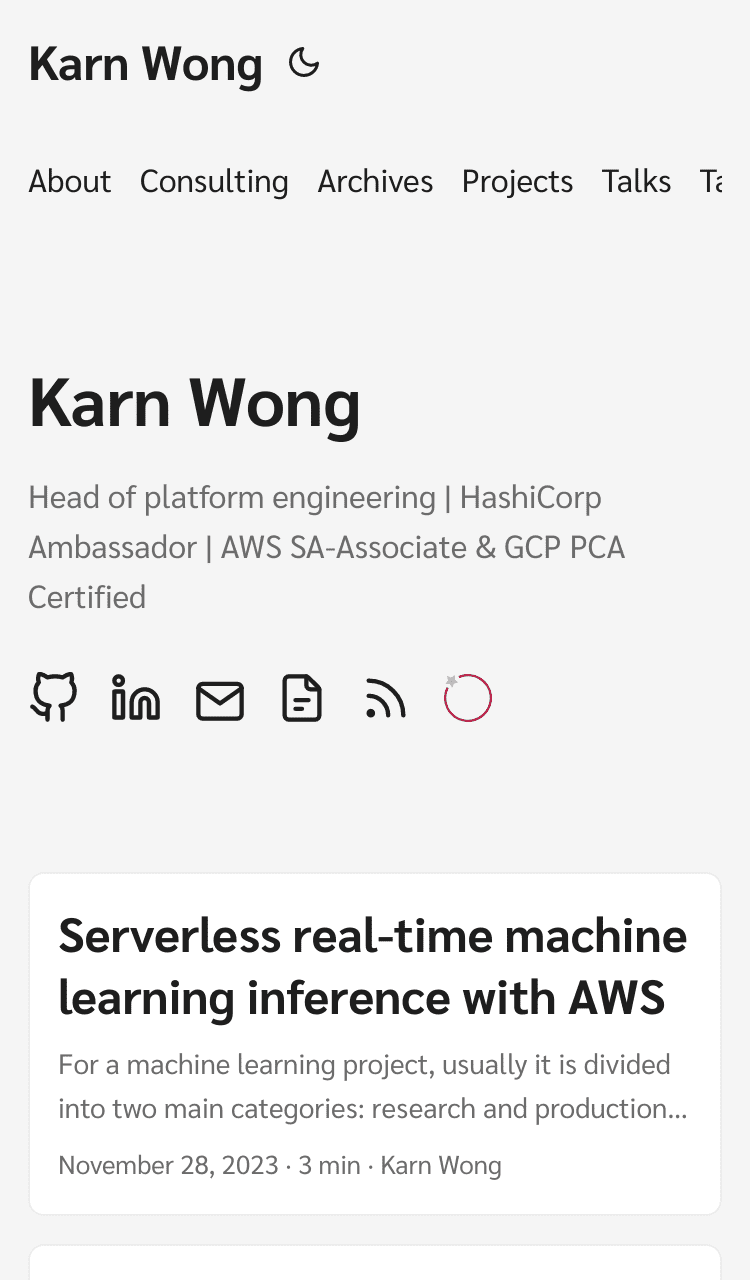 Karn Wong
About Consulting Archives Projects Talks
Karn Wong
Head of platform engineering | HashiCorp
Ambassador | AWS SA-Associate & GCP PCA
Certified
Serverless real-time machine
learning inference with AWS
For a machine learning project, usually it is divided
into two main categories: research and production...
November 28, 2023 · 3 min · Karn Wong